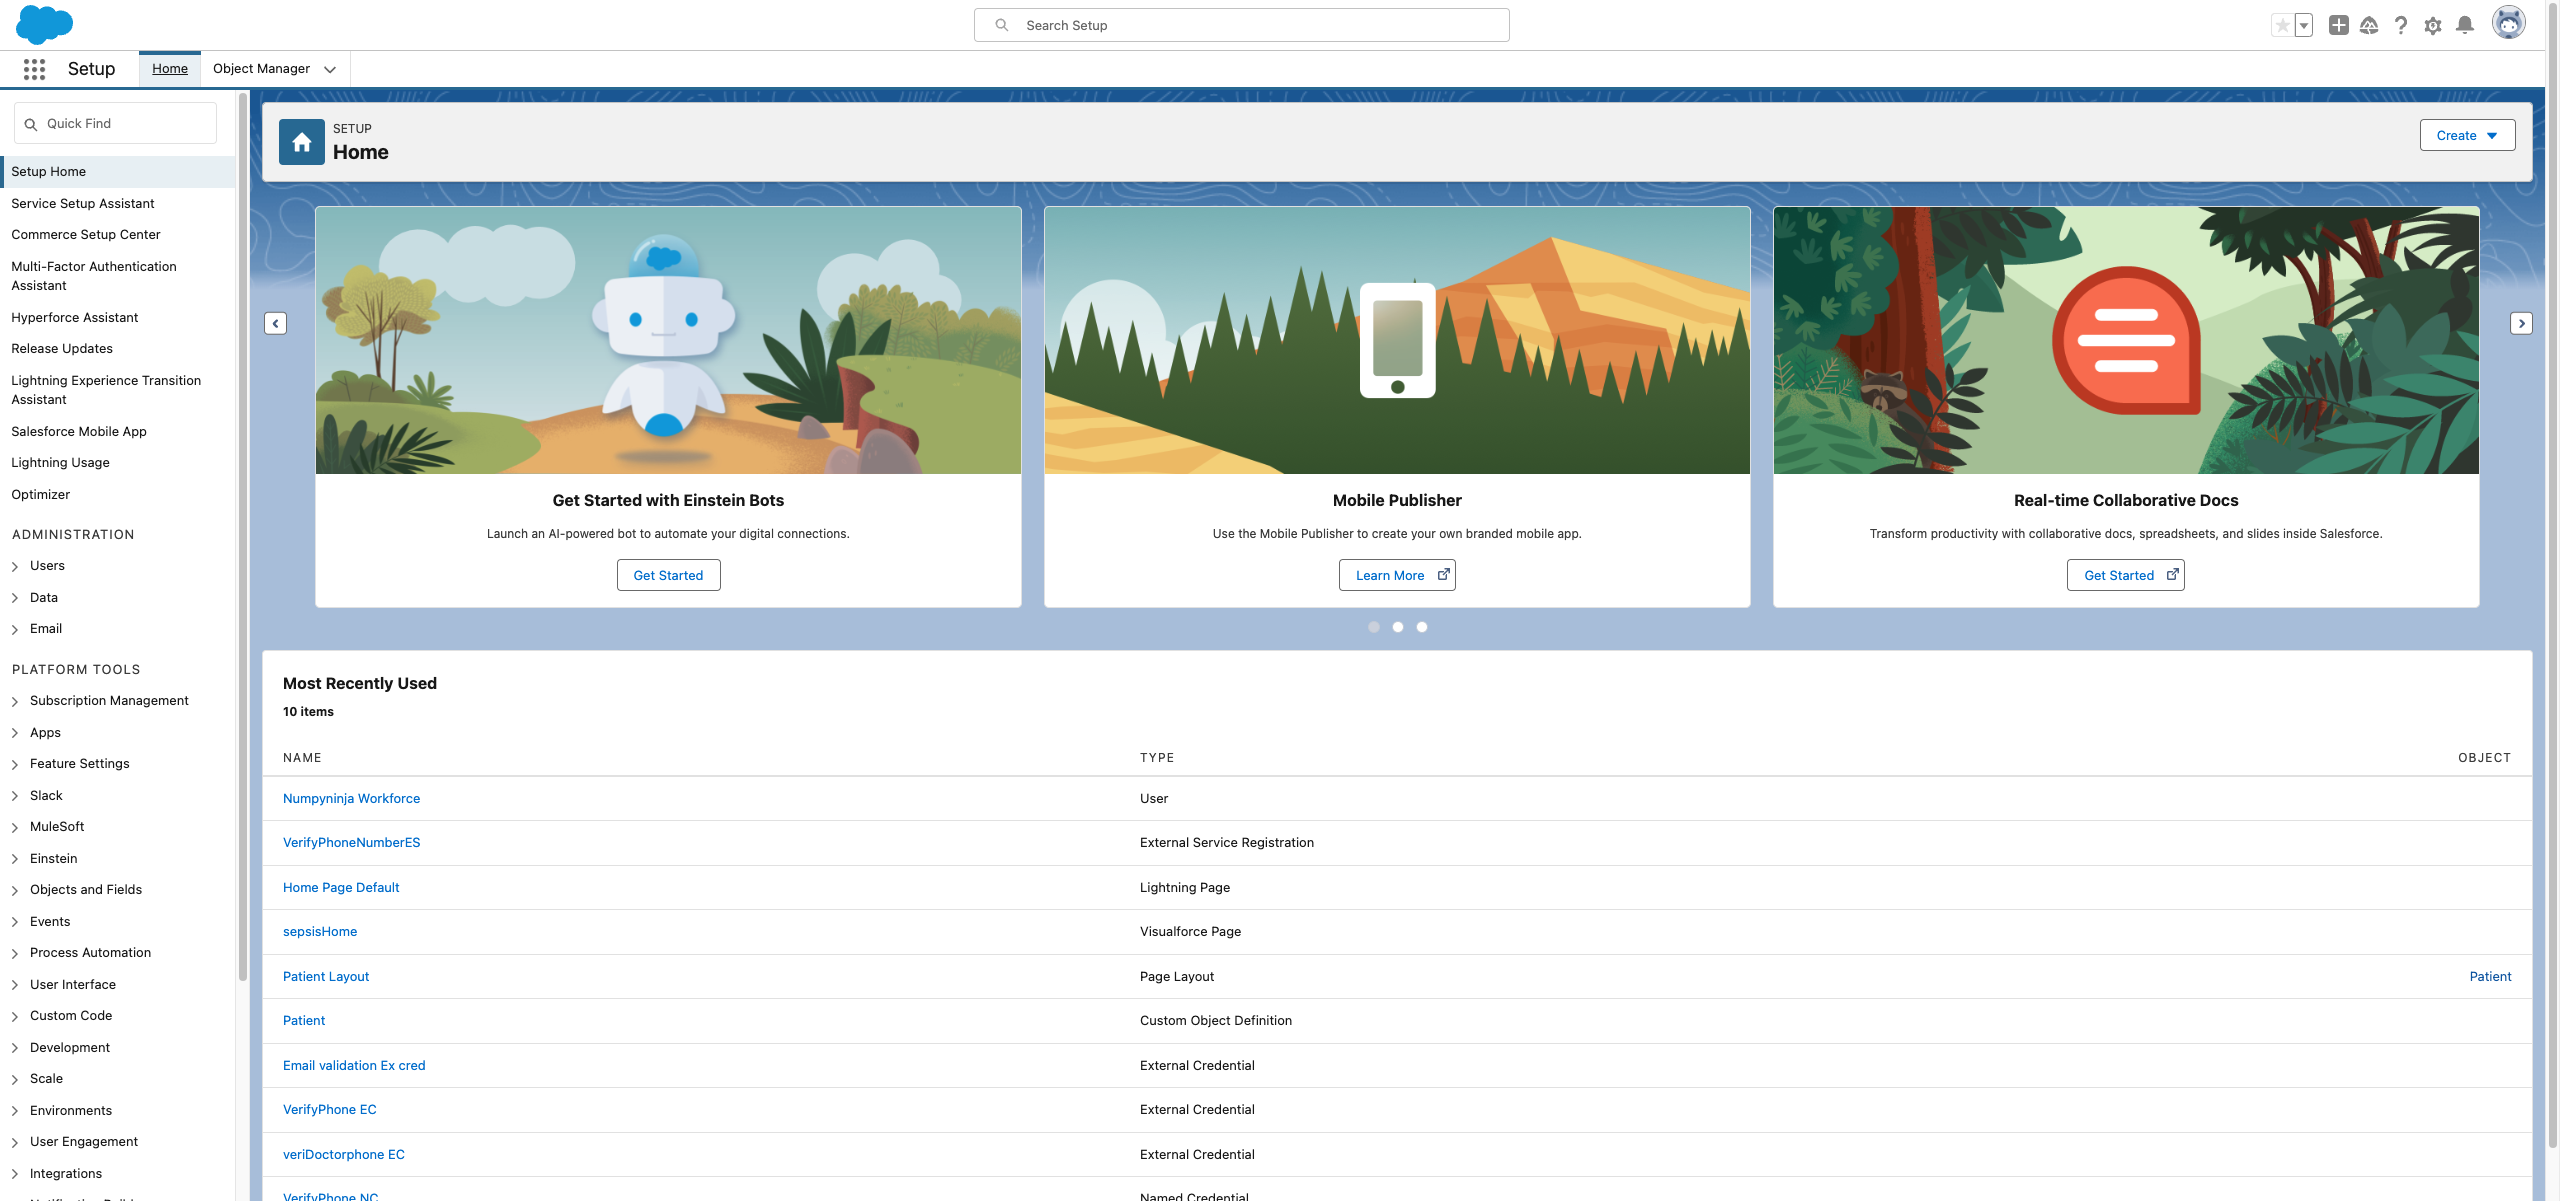 Search Setup
Setup
Home
Object Manager
Quick Find
Setup Home
Service Setup Assistant
Commerce Setup Center
Multi-Factor Authentication
Assistant
Hyperforce Assistant
Release Updates
Lightning Experience Transition
Assistant
Salesforce Mobile App
Lightning Usage
Optimizer
ADMINISTRATION
Users
Data
Email
PLATFORM TOOLS
Subscription Management
Apps
Feature Settings
Slack
MuleSoft
Einstein
Objects and Fields
Events
Process Automation
User Interface
Custom Code
Development
Scale
Environments
User Engagement
Integrations
SETUP
Home
Create
Get Started with Einstein Bots
Launch an AI-powered bot to automate your digital connections.
Get Started
Mobile Publisher
Use the Mobile Publisher to create your own branded mobile app.
Learn More
Real-time Collaborative Docs
Transform productivity with collaborative docs, spreadsheets, and slides inside Salesforce.
Get Started
Most Recently Used
10 items
NAME TYPE OBJECT
Numpyninja Workforce User
VerifyPhoneNumberES External Service Registration
Home Page Default Lightning Page
sepsisHome Visualforce Page
Patient Layout Page Layout Patient
Patient Custom Object Definition
Email validation Ex cred External Credential
VerifyPhone EC External Credential
veriDoctorphone EC External Credential
VerifyPhone NC Named Credential